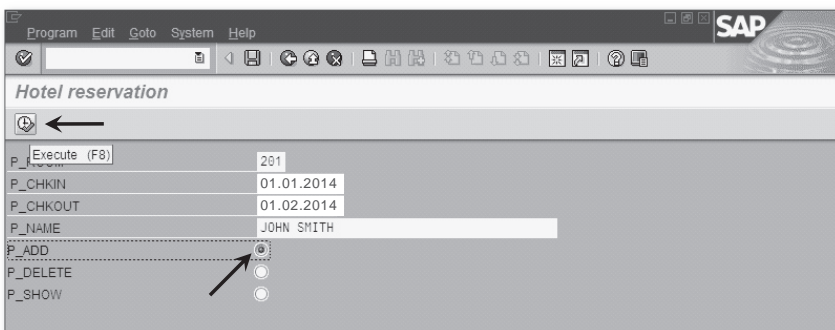 Program Edit Goto System Help
SAP
Hotel reservation
Execute (F8)
201
P_CHKIN 01.01.2014
P_CHKOUT 01.02.2014
P_NAME JOHN SMITH
P_ADD
P_DELETE
P_SHOW